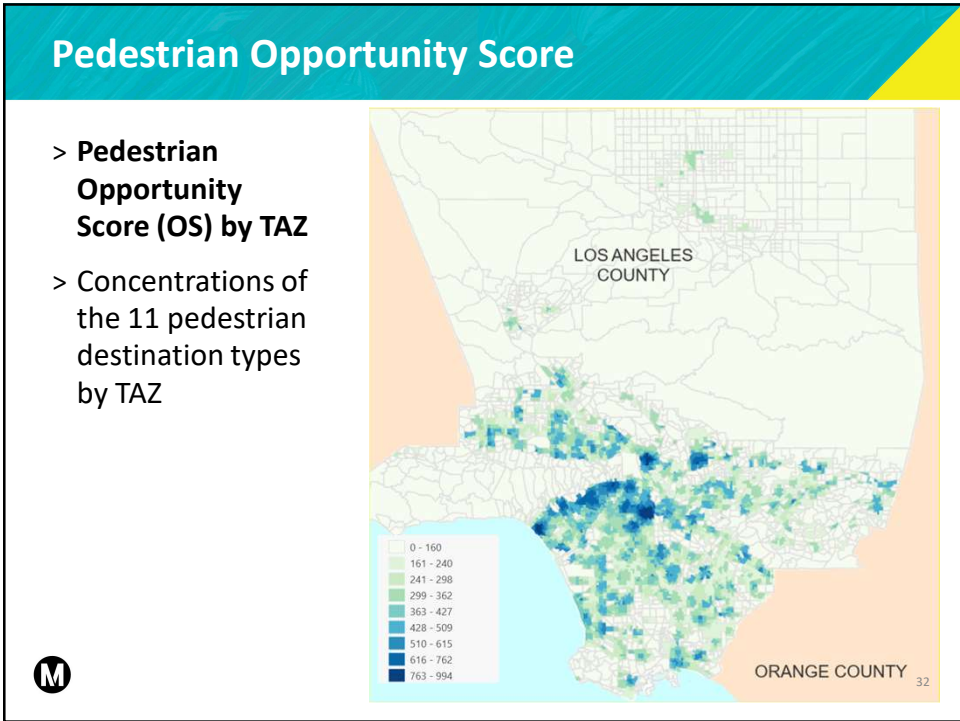 Pedestrian Opportunity Score
> Pedestrian
Opportunity
Score (OS) by TAZ
> Concentrations of
the 11 pedestrian
destination types
by TAZ
LOS ANGELES
COUNTY
0 - 160
161 - 240
241 - 298
299 - 362
363 - 427
428 - 509
510 - 615
616 - 762
763 - 994
ORANGE COUNTY
M
32